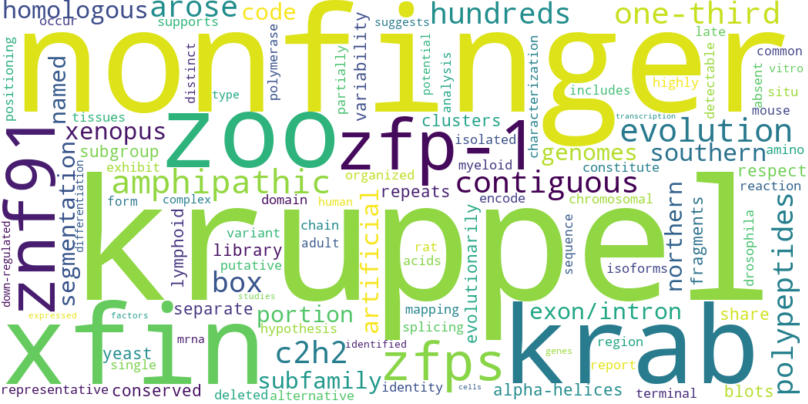 homologous arose code hundreds one-third
occur supports late
nonfinger
positioning named distinct type polymerase partially variability suggests potential analysis characterization includes highly detectable common absent vitro situ mouse
tissues zoo zfp-1 clusters evolution
xenopus isolated southern amino
subgroup myeloid genomes respect
exhibit constitute reaction
znf91 segmentation differentiation amphipathic organized repeats contiguous chromosomal transcription
form complex domain human encode
kruppel
down-regulated lymphoid variant chain artificial evolutionarily sequence northern fragments drosophila polypeptides
library adult rat isoforms
putative acids
box studies
separate mapping exon/intron share
xfin portion splicing krab
expressed factors hypothesis region
yeast mrna c2h2 identified zfps genes report
single subfamily cells
representative conserved identity alpha-helices terminal blots
deleted alternative